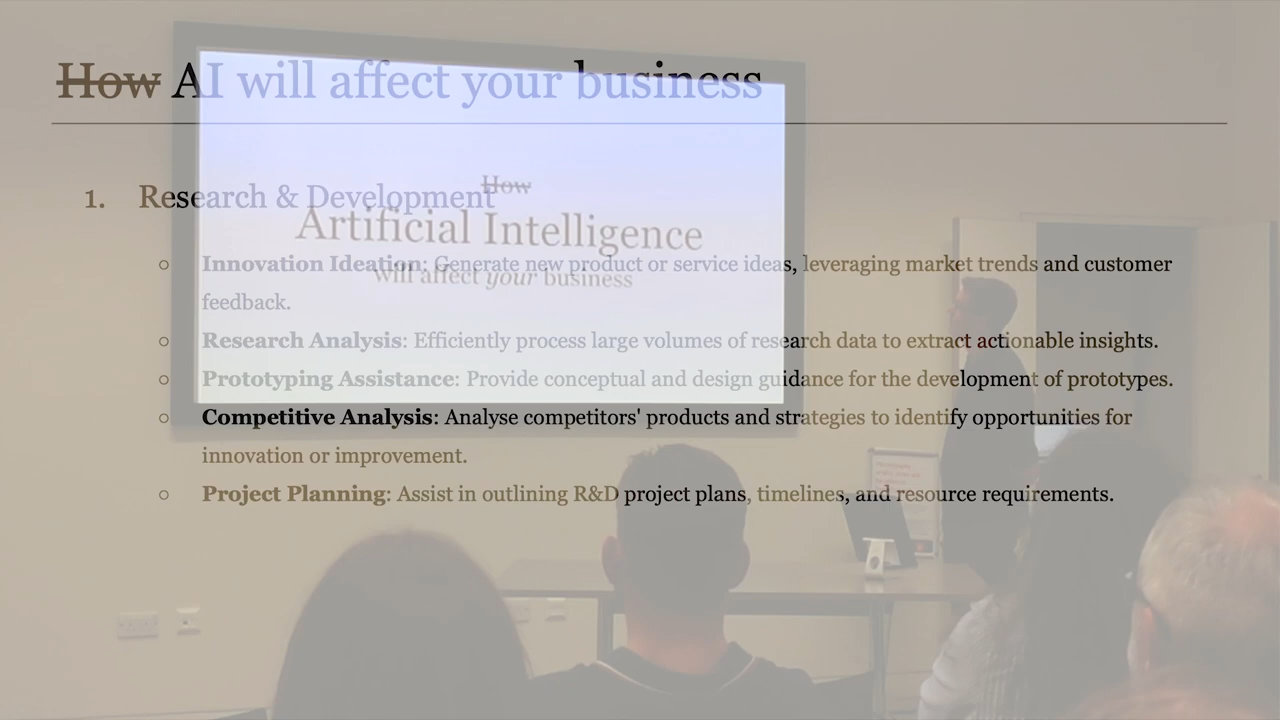 How AI will affect your business
1. Research & Development
How
Artificial Intelligence
will affect your business
○ Innovation Ideation: Generate new product or service ideas, leveraging market trends and customer
feedback.
○ Research Analysis: Efficiently process large volumes of research data to extract actionable insights.
○ Prototyping Assistance: Provide conceptual and design guidance for the development of prototypes.
○ Competitive Analysis: Analyse competitors' products and strategies to identify opportunities for
innovation or improvement.
○ Project Planning: Assist in outlining R&D project plans, timelines, and resource requirements.